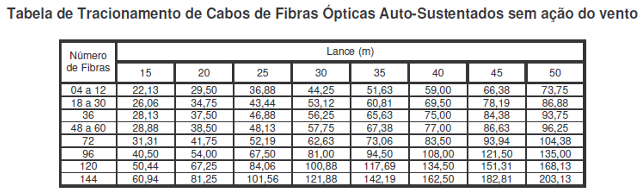 Tabela de Tracionamento de Cabos de Fibras Ópticas Auto-Sustentados sem ação do vento
Número de Fibras Lance (m)
15 20 25 30 35 40 45 50
04 a 12 22,13 29,50 36,88 44,25 51,63 59,00 66,38 73,75
18 a 30 26,06 34,75 43,44 53,12 60,81 69,50 78,19 86,88
36 28,13 37,50 46,88 56,25 65,63 75,00 84,38 93,75
48 a 60 28,88 38,50 48,13 57,75 67,38 77,00 86,63 96,25
72 31,31 41,75 52,19 62,63 73,06 83,50 93,94 104,38
96 40,50 54,00 67,50 81,00 94,50 108,00 121,50 135,00
120 50,44 67,25 84,06 100,88 117,69 134,50 151,31 168,13
144 60,94 81,25 101,56 121,88 142,19 162,50 182,81 203,13